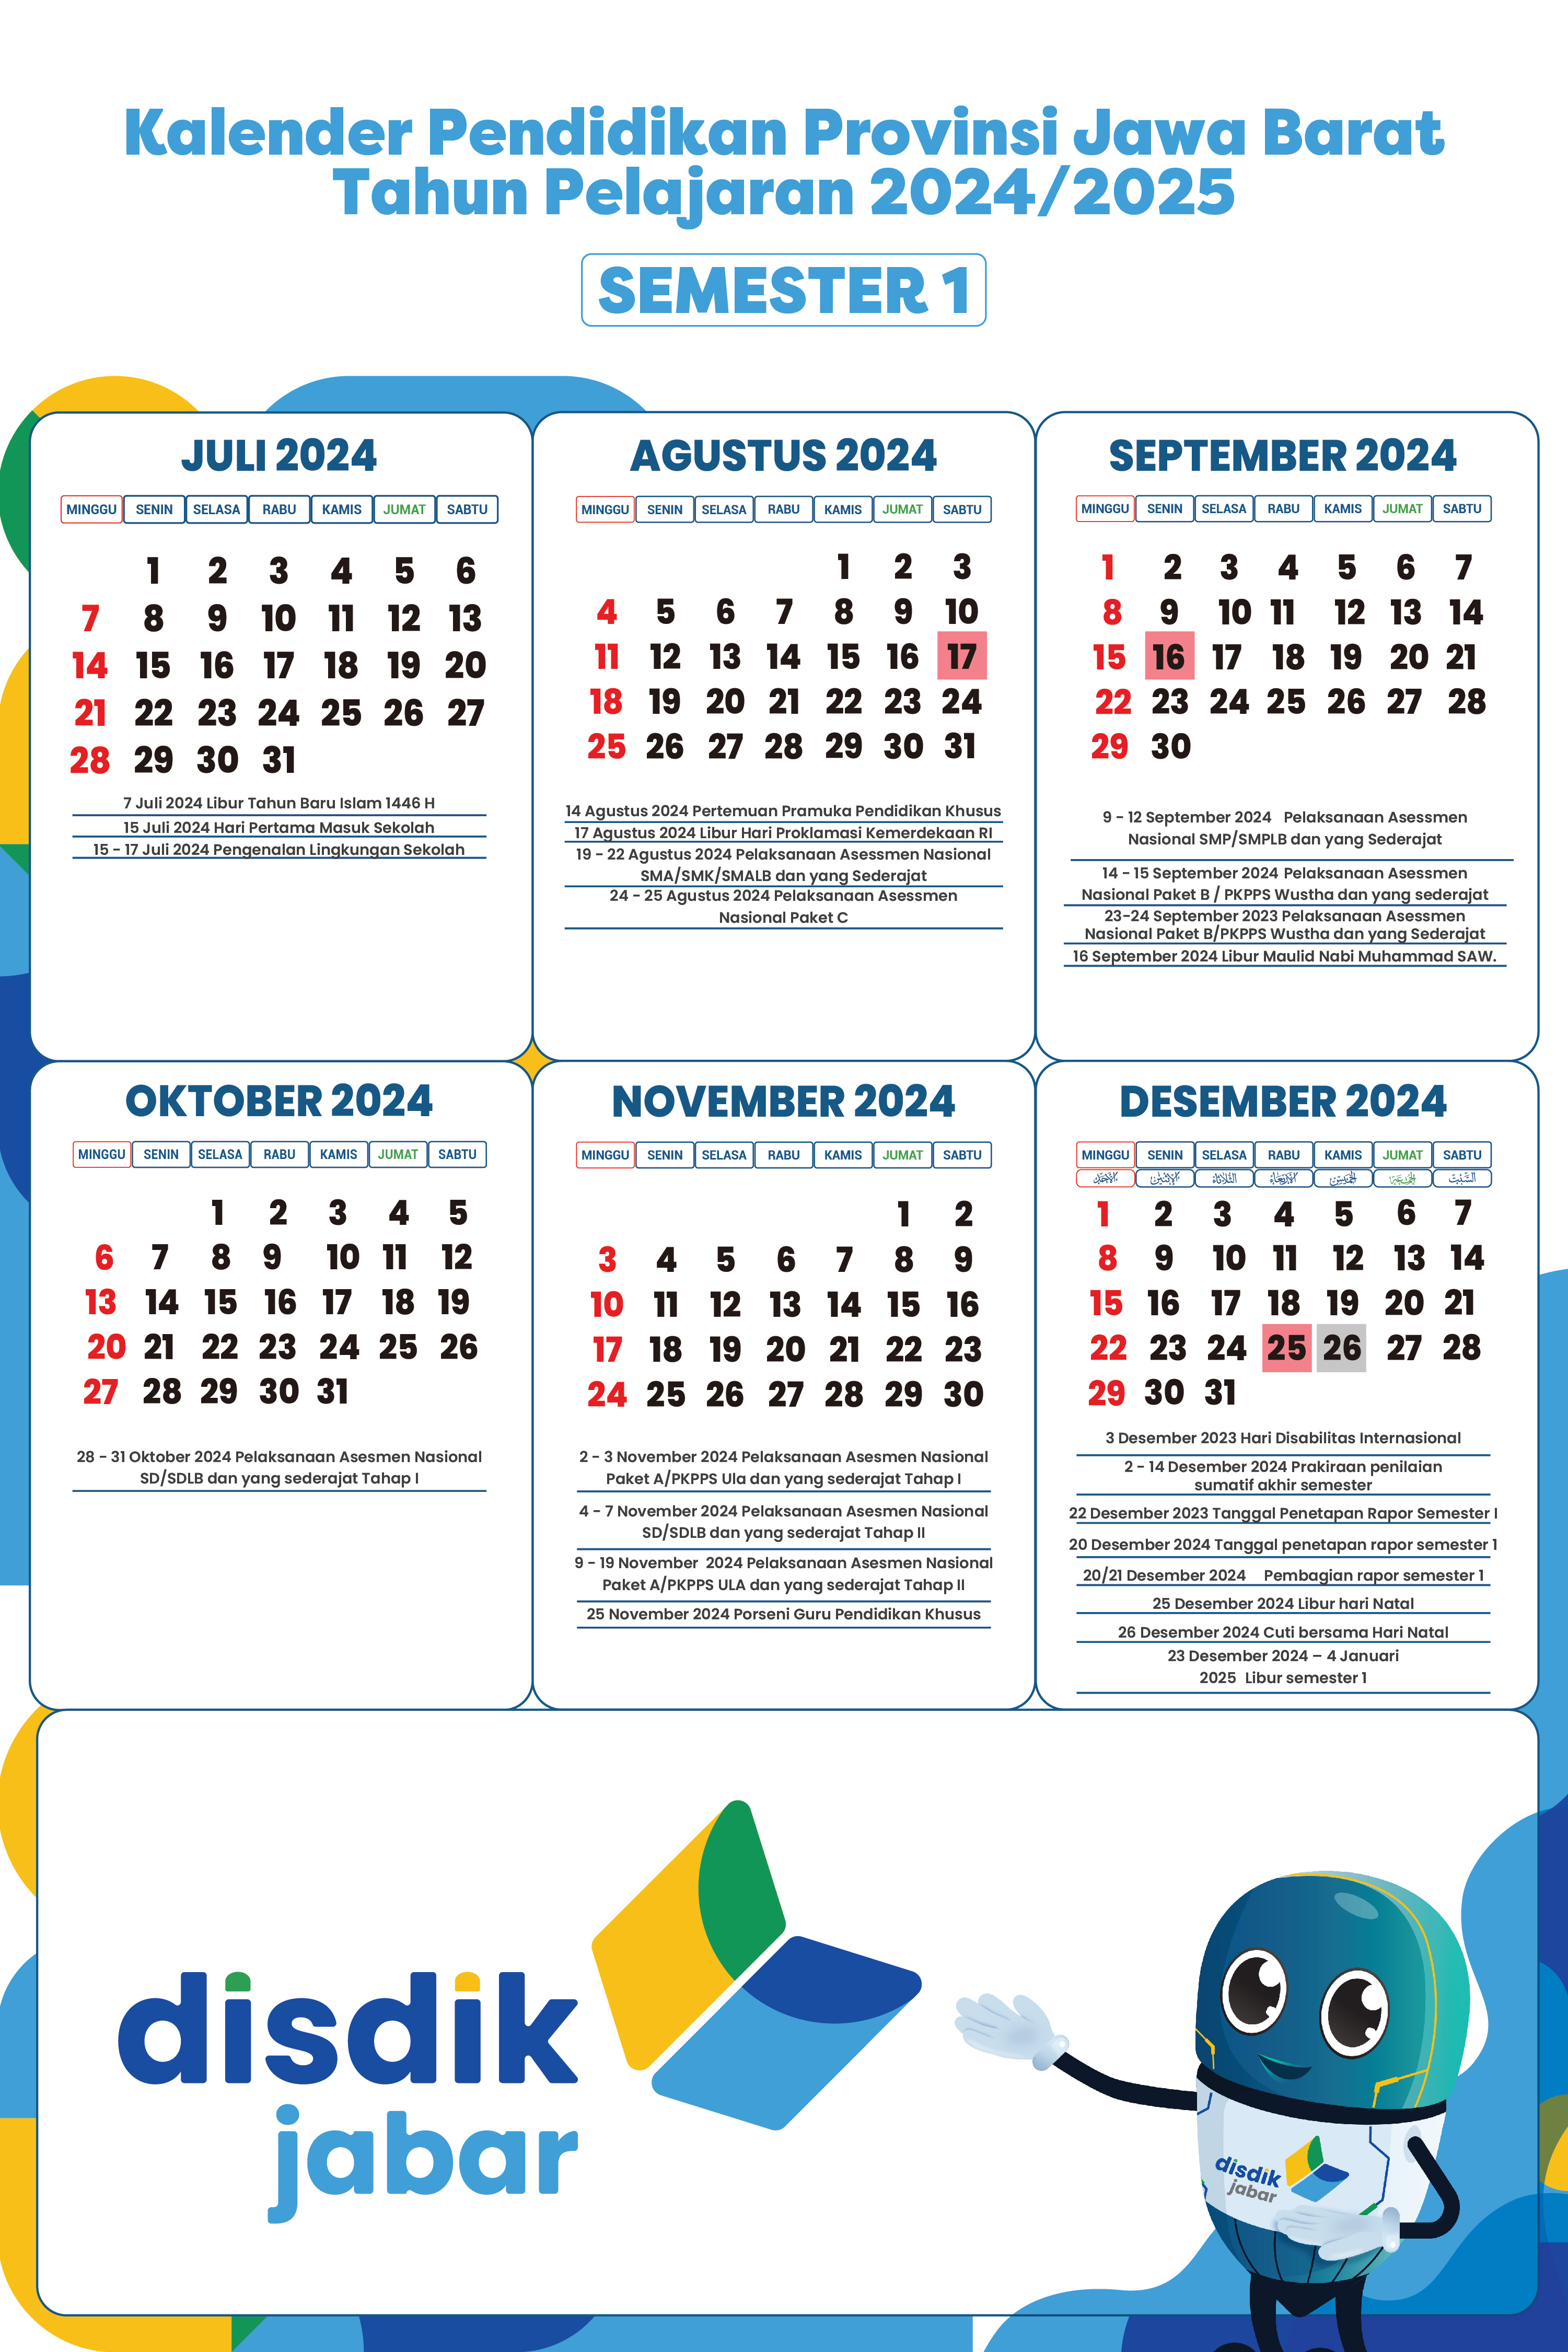 Kalender Pendidikan Provinsi Jawa Barat
Tahun Pelajaran 2024/2025
SEMESTER 1
JULI 2024
MINGGU SENIN SELASA RABU KAMIS JUMAT SABTU
1 2 3 4 5 6
7 8 9 10 11 12 13
14 15 16 17 18 19 20
21 22 23 24 25 26 27
28 29 30 31
7 Juli 2024 Libur Tahun Baru Islam 1446 H
15 Juli 2024 Hari Pertama Masuk Sekolah
15 - 17 Juli 2024 Pengenalan Lingkungan Sekolah
AGUSTUS 2024
MINGGU SENIN SELASA RABU KAMIS JUMAT SABTU
1 2 3
4 5 6 7 8 9 10
11 12 13 14 15 16 17
18 19 20 21 22 23 24
25 26 27 28 29 30 31
14 Agustus 2024 Pertemuan Pramuka Pendidikan Khusus
17 Agustus 2024 Libur Hari Proklamasi Kemerdekaan RI
19 - 22 Agustus 2024 Pelaksanaan Asessmen Nasional
SMA/SMK/SMALB dan yang Sederajat
24 - 25 Agustus 2024 Pelaksanaan Asessmen
Nasional Paket C
SEPTEMBER 2024
MINGGU SENIN SELASA RABU KAMIS JUMAT SABTU
1 2 3 4 5 6 7
8 9 10 11 12 13 14
15 16 17 18 19 20 21
22 23 24 25 26 27 28
29 30
9 - 12 September 2024 Pelaksanaan Asessmen
Nasional SMP/SMPLB dan yang Sederajat
14 - 15 September 2024 Pelaksanaan Asessmen
Nasional Paket B / PKPPS Wustha dan yang sederajat
23-24 September 2023 Pelaksanaan Asessmen
Nasional Paket B/PKPPS Wustha dan yang Sederajat
16 September 2024 Libur Maulid Nabi Muhammad SAW.
OKTOBER 2024
MINGGU SENIN SELASA RABU KAMIS JUMAT SABTU
1 2 3 4 5
6 7 8 9 10 11 12
13 14 15 16 17 18 19
20 21 22 23 24 25 26
27 28 29 30 31
28 - 31 Oktober 2024 Pelaksanaan Asesmen Nasional
SD/SDLB dan yang sederajat Tahap I
NOVEMBER 2024
MINGGU SENIN SELASA RABU KAMIS JUMAT SABTU
1 2
3 4 5 6 7 8 9
10 11 12 13 14 15 16
17 18 19 20 21 22 23
24 25 26 27 28 29 30
2 - 3 November 2024 Pelaksanaan Asesmen Nasional
Paket A/PKPPS Ula dan yang sederajat Tahap I
4 - 7 November 2024 Pelaksanaan Asesmen Nasional
SD/SDLB dan yang sederajat Tahap II
9 - 19 November 2024 Pelaksanaan Asesmen Nasional
Paket A/PKPPS ULA dan yang sederajat Tahap II
25 November 2024 Porseni Guru Pendidikan Khusus
DESEMBER 2024
MINGGU SENIN SELASA RABU KAMIS JUMAT SABTU
الأحد الإثنين الثلاثاء الأربعاء الخميس الجمعة السبت
1 2 3 4 5 6 7
8 9 10 11 12 13 14
15 16 17 18 19 20 21
22 23 24 25 26 27 28
29 30 31
3 Desember 2023 Hari Disabilitas Internasional
2 - 14 Desember 2024 Prakiraan penilaian
sumatif akhir semester
22 Desember 2023 Tanggal Penetapan Rapor Semester I
20 Desember 2024 Tanggal penetapan rapor semester 1
20/21 Desember 2024 Pembagian rapor semester 1
25 Desember 2024 Libur hari Natal
26 Desember 2024 Cuti bersama Hari Natal
23 Desember 2024 – 4 Januari
2025 Libur semester 1
disdik
jabar
disdik
jabar